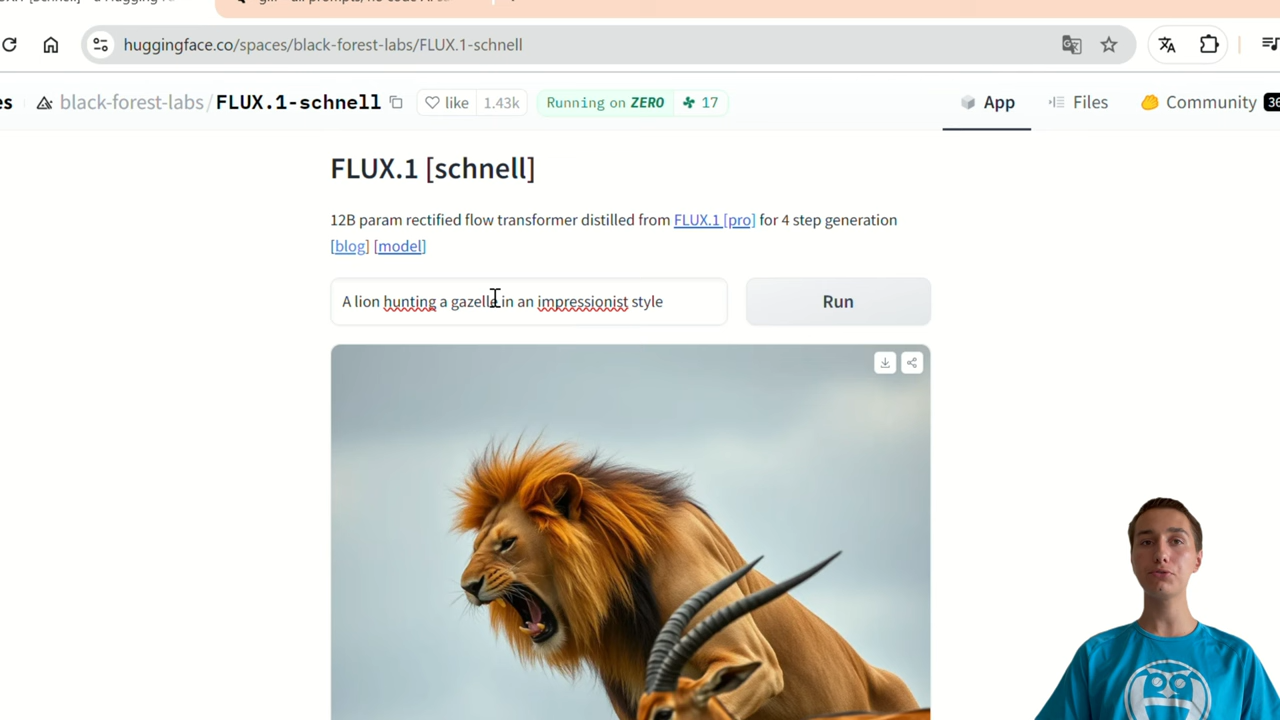 huggingface.co/spaces/black-forest-labs/FLUX.1-schnell
es black-forest-labs/FLUX.1-schnell like 1.43k Running on ZERO 17 App Files Community
FLUX.1 [schnell]
12B param rectified flow transformer distilled from FLUX.1 [pro] for 4 step generation
[blog] [model]
A lion hunting a gazelle in an impressionist style Run